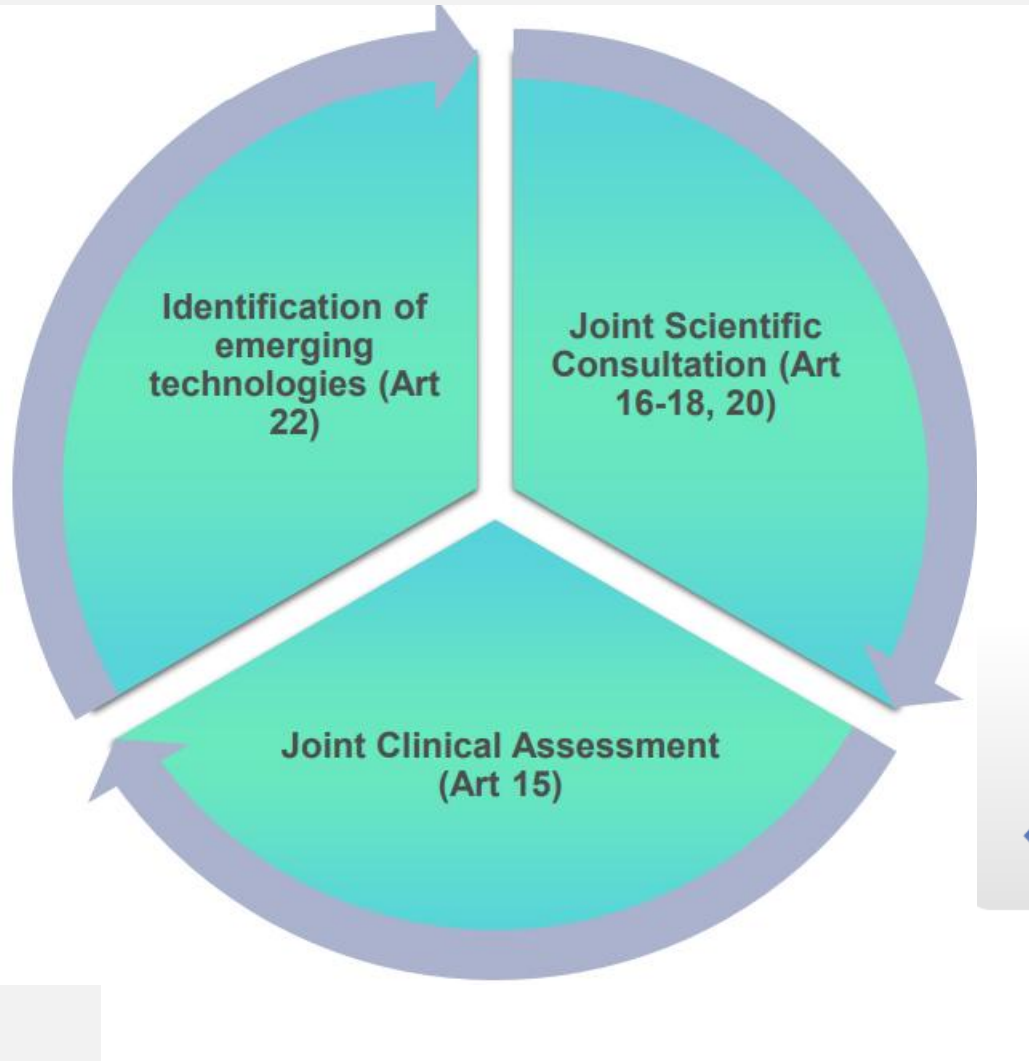 Identification of
emerging
technologies (Art
22)
Joint Scientific
Consultation (Art
16-18, 20)
Joint Clinical Assessment
(Art 15)